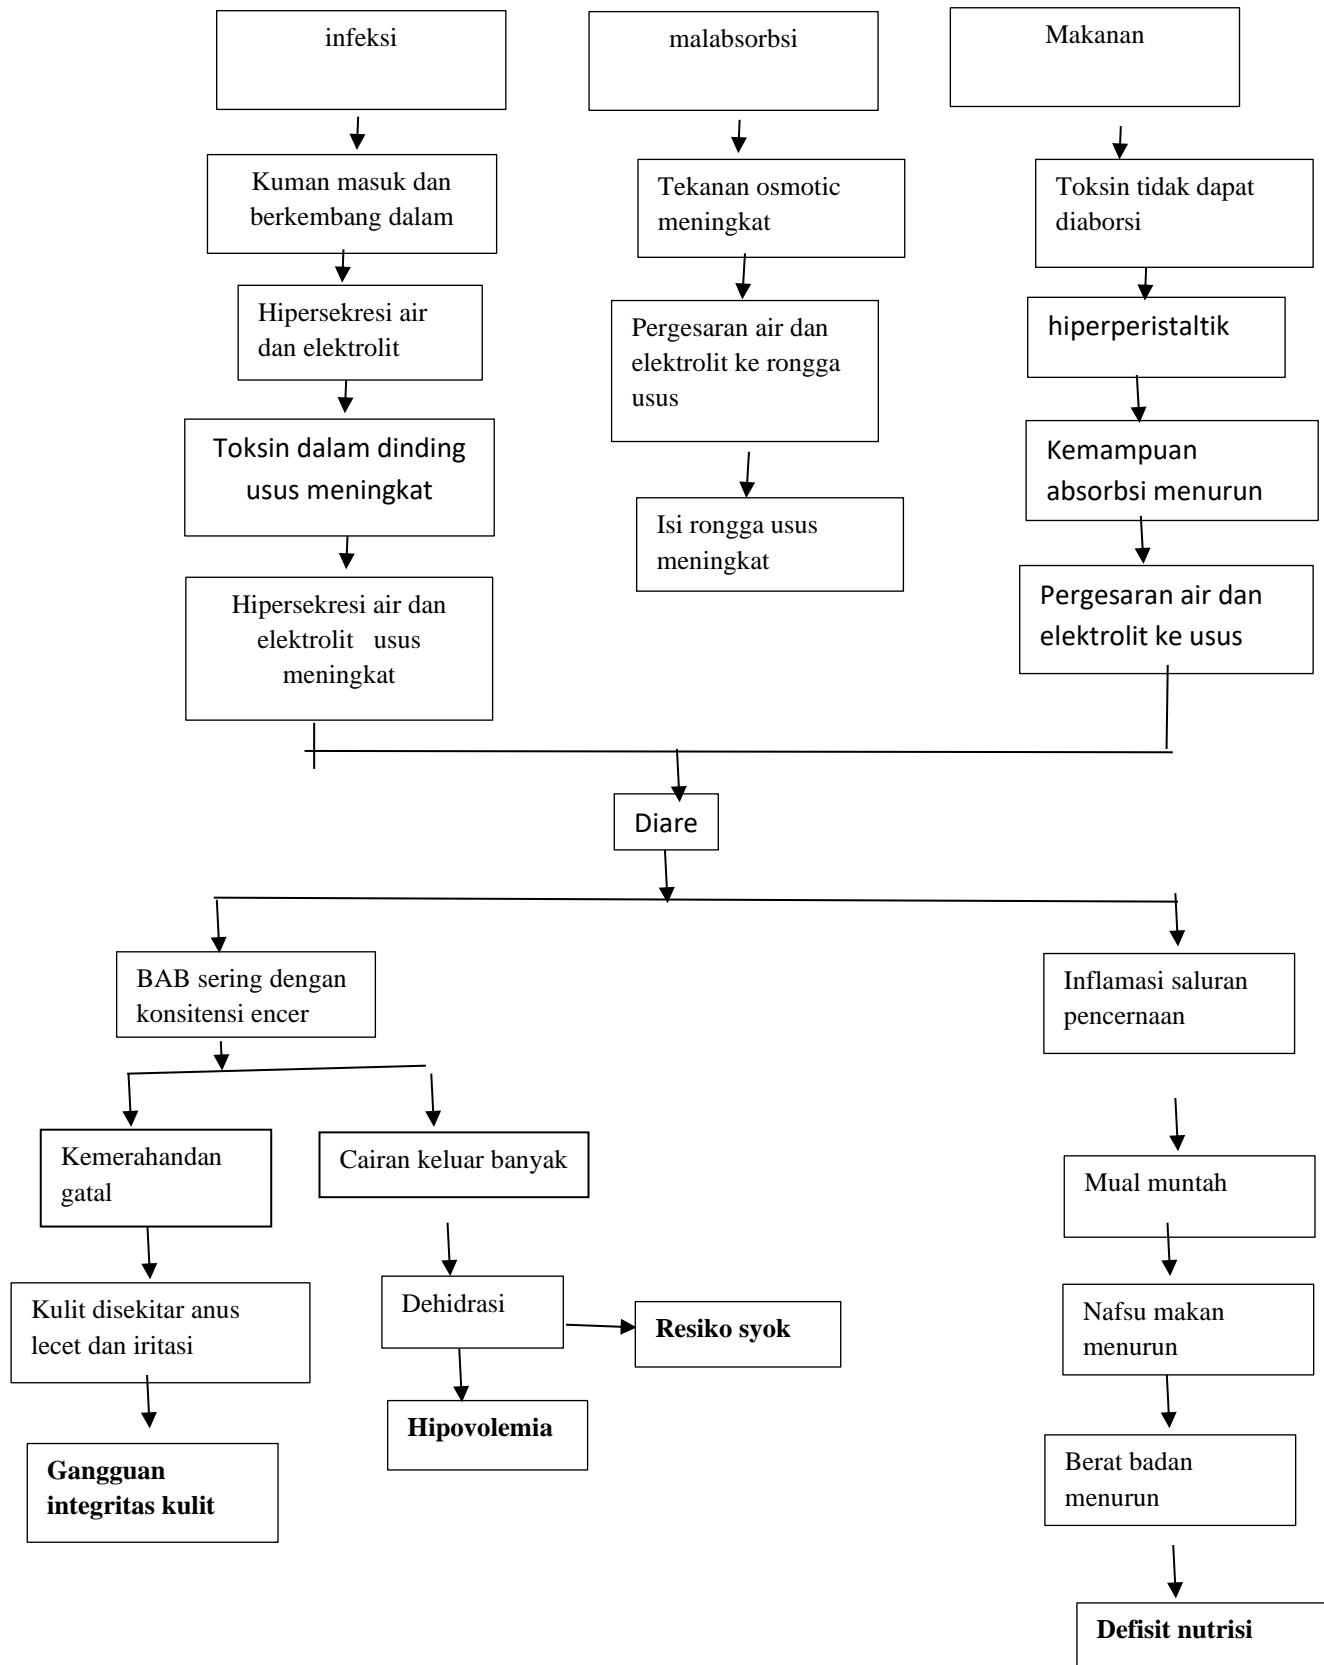 infeksi
malabsorbsi
Makanan
Kuman masuk dan
berkembang dalam
Tekanan osmotic
meningkat
Toksin tidak dapat
diaborsi
Hipersekresi air
dan elektrolit
Pergesaran air dan
elektrolit ke rongga
usus
hiperperistaltik
Toksin dalam dinding
usus meningkat
Isi rongga usus
meningkat
Kemampuan
absorbsi menurun
Hipersekresi air dan
elektrolit usus
meningkat
Pergesaran air dan
elektrolit ke usus
Diare
BAB sering dengan
konsitensi encer
Inflamasi saluran
pencernaan
Kemerahandan
gatal
Cairan keluar banyak
Mual muntah
Kulit disekitar anus
lecet dan iritasi
Dehidrasi
Resiko syok
Nafsu makan
menurun
Gangguan
integritas kulit
Hipovolemia
Berat badan
menurun
Defisit nutrisi